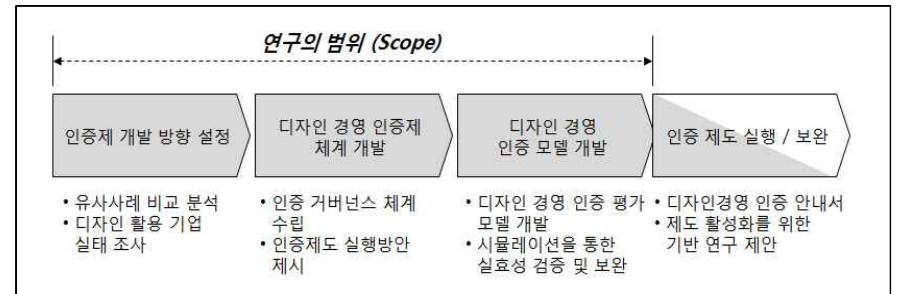 연구의 범위 (Scope)
인증제 개발 방향 설정
디자인 경영 인증제
체계 개발
디자인 경영
인증 모델 개발
인증 제도 실행 / 보완
• 유사사례 비교 분석
• 디자인 활용 기업
실태 조사
• 인증 거버넌스 체계
수립
• 인증제도 실행방안
제시
• 디자인 경영 인증 평가
모델 개발
• 시뮬레이션을 통한
실효성 검증 및 보완
• 디자인경영 인증 안내서
• 제도 활성화를 위한
기반 연구 제안